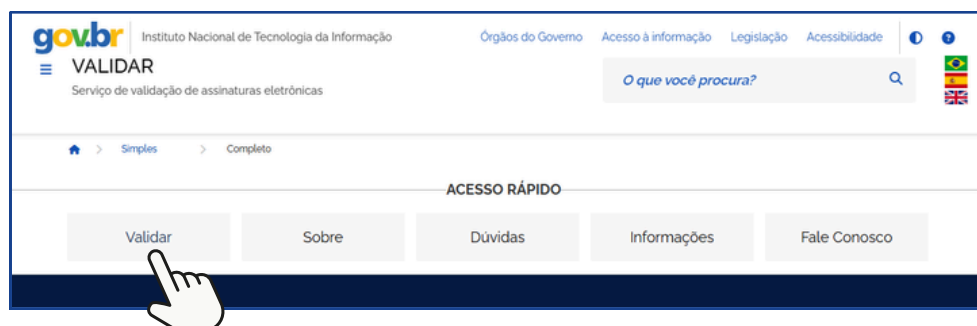 gov.br Instituto Nacional de Tecnologia da Informação Órgãos do Governo Acesso à informação Legislação Acessibilidade ?
VALIDAR
Serviço de validação de assinaturas eletrônicas
O que você procura?
> Simples > Completo
ACESSO RÁPIDO
Validar Sobre Dúvidas Informações Fale Conosco